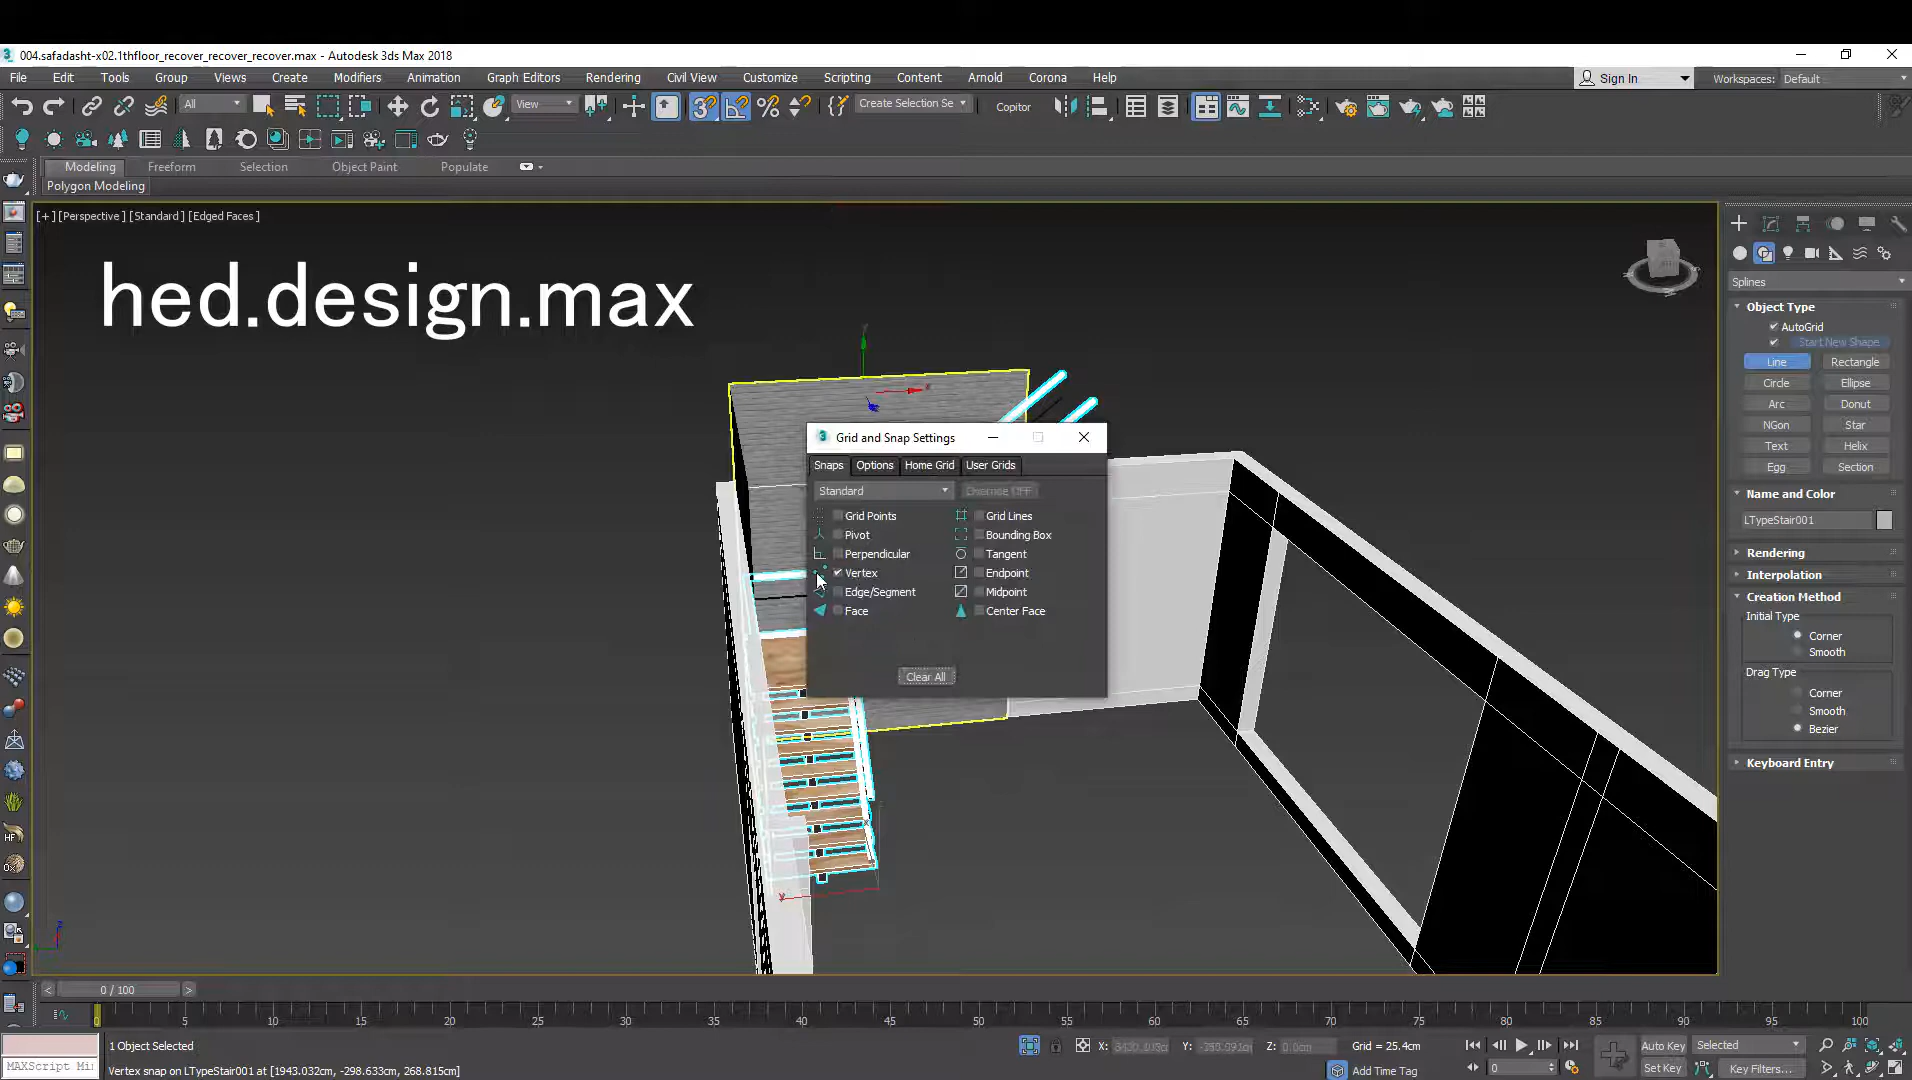 004.safadasht-x02.1thfloor_recover_recover_recover.max - Autodesk 3ds Max 2018
File Edit Tools Group Views Create Modifiers Animation Graph Editors Rendering Civil View Customize Scripting Content Arnold Corona Help
Sign In
Workspaces: Default
All
View
Create Selection Se
Copitor
Modeling Freeform Selection Object Paint Populate
Polygon Modeling
[+] [Perspective ] [Standard ] [Edged Faces ]
hed.design.max
Grid and Snap Settings
Snaps Options Home Grid User Grids
Standard
Override OFF
Grid Points
Grid Lines
Pivot
Bounding Box
Perpendicular
Tangent
Vertex
Endpoint
Edge/Segment
Midpoint
Face
Center Face
Clear All
Splines
Object Type
AutoGrid
Start New Shape
Line Rectangle
Circle Ellipse
Arc Donut
NGon Star
Text Helix
Egg Section
Name and Color
LTypeStair001
Rendering
Interpolation
Creation Method
Initial Type
Corner
Smooth
Drag Type
Corner
Smooth
Bezier
Keyboard Entry
0 / 100
5 10 15 20 25 30 35 40 45 50 55 60 65 70 75 80 85 90 95 100
1 Object Selected
X:
Y:
Z: 0.0cm
Grid = 25.4cm
Auto Key
Selected
MAXScript Mi
Vertex snap on LTypeStair001 at [1943.032cm, -298.633cm, 268.815cm]
Add Time Tag
0
Set Key
Key Filters...